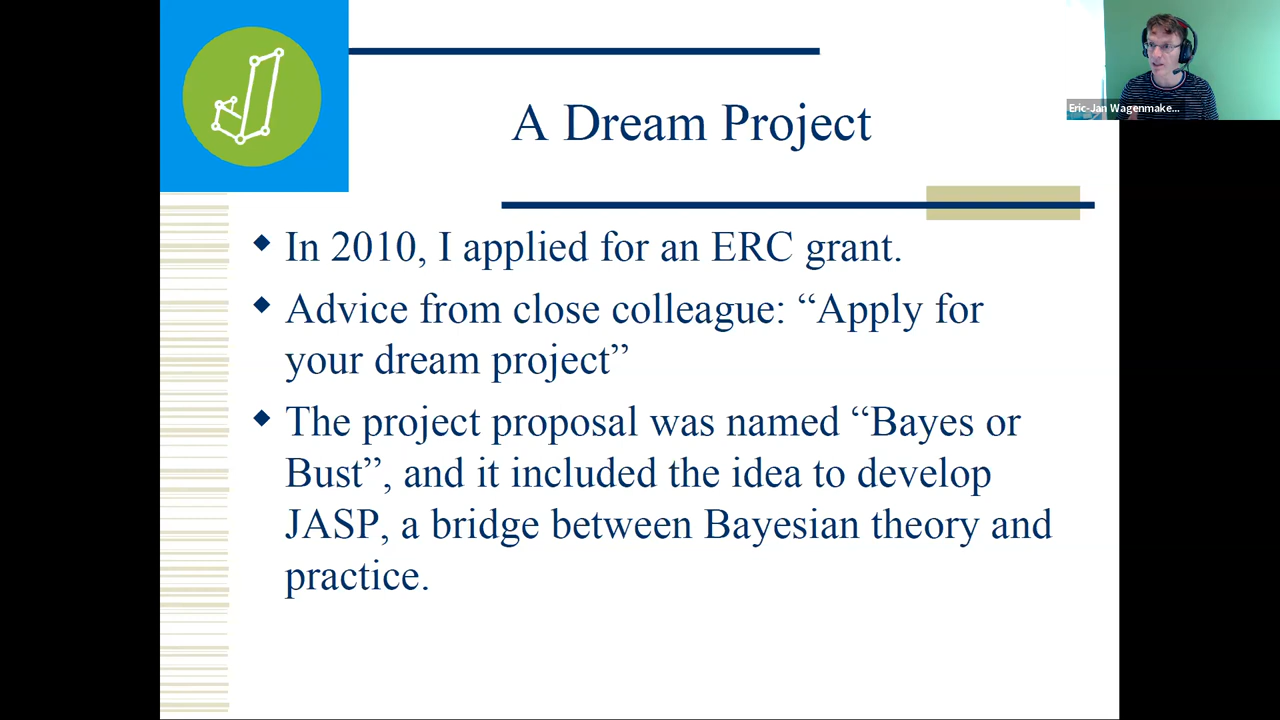 A Dream Project
Eric-Jan Wagenmake...
In 2010, I applied for an ERC grant.
Advice from close colleague: “Apply for
your dream project”
The project proposal was named “Bayes or
Bust”, and it included the idea to develop
JASP, a bridge between Bayesian theory and
practice.